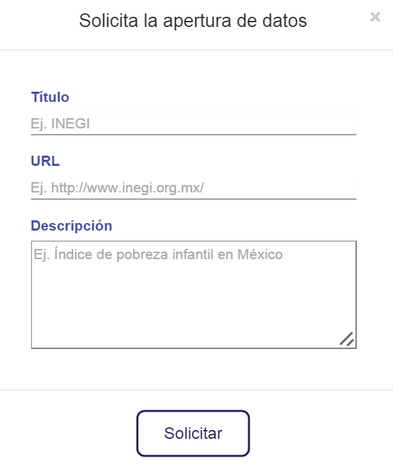 Solicita la apertura de datos
×
Título
Ej. INEGI
URL
Ej. http://www.inegi.org.mx/
Descripción
Ej. Índice de pobreza infantil en México
Solicitar